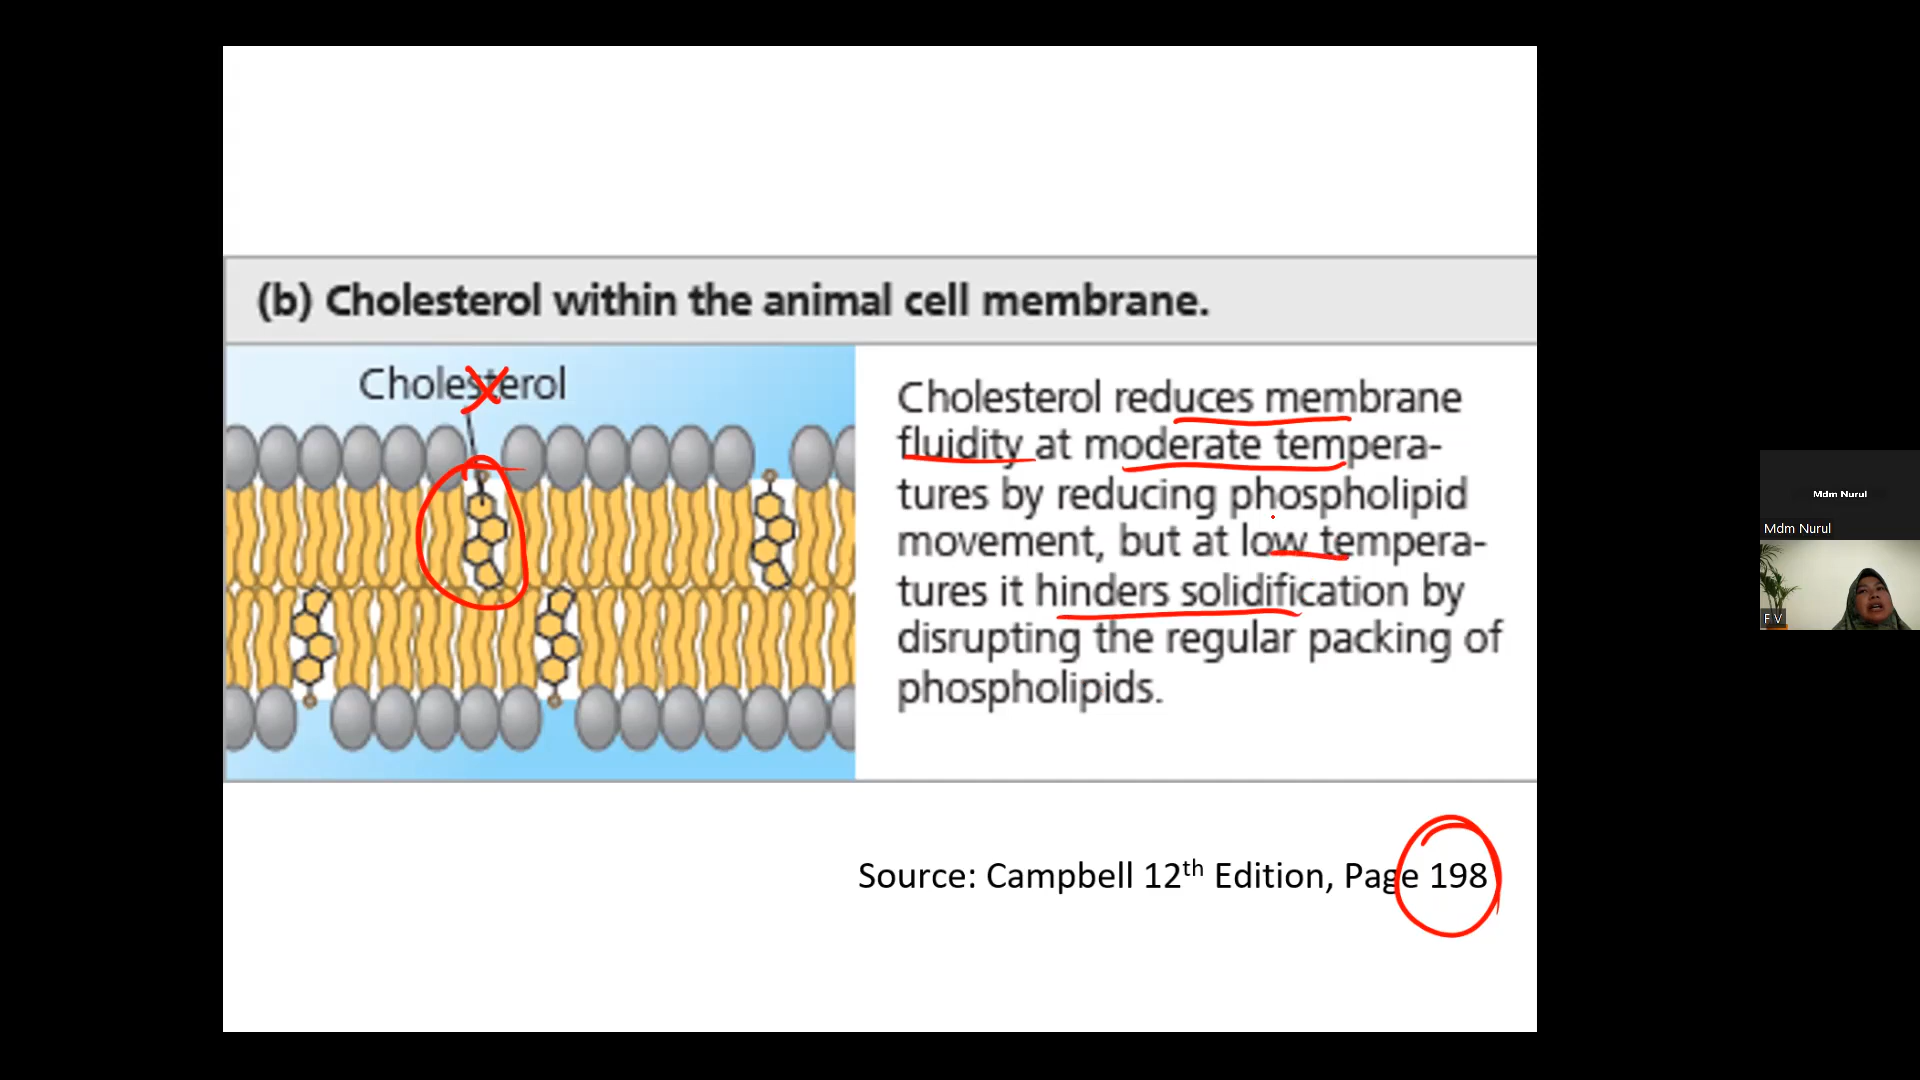 (b) Cholesterol within the animal cell membrane.
Cholesterol
Cholesterol reduces membrane
fluidity at moderate tempera-
tures by reducing phospholipid
movement, but at low tempera-
tures it hinders solidification by
disrupting the regular packing of
phospholipids.
Source: Campbell 12th Edition, Page 198
Mdm Nurul
Mdm Nurul
F V